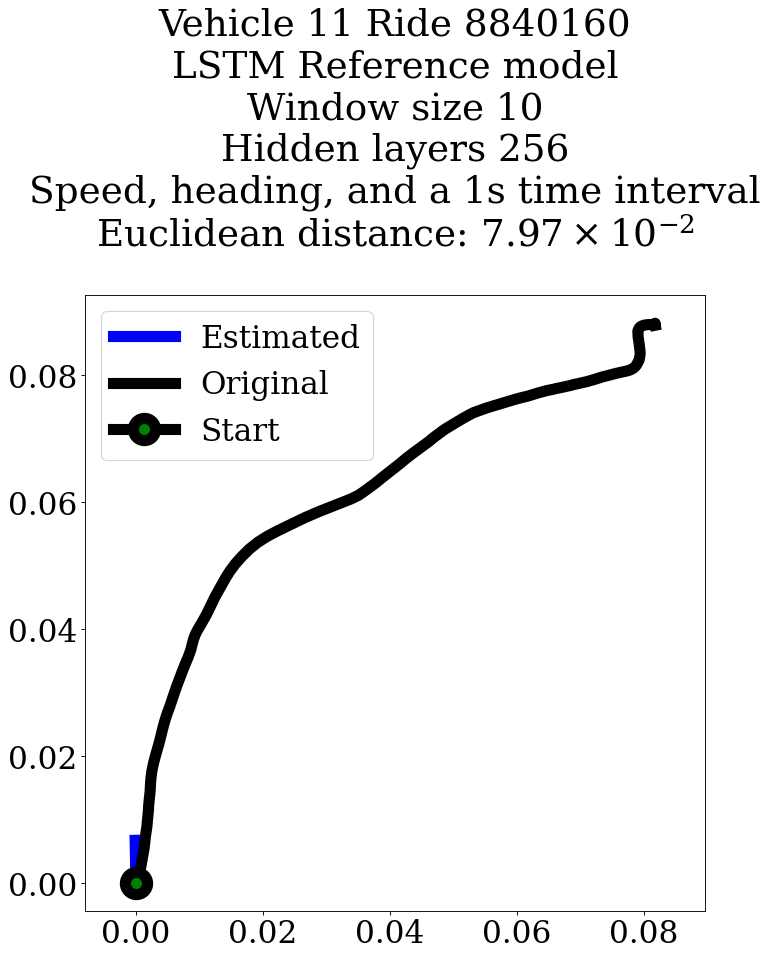 Vehicle 11 Ride 8840160
LSTM Reference model
Window size 10
Hidden layers 256
Speed, heading, and a 1s time interval
Euclidean distance: 7.97 × 10⁻²
Estimated
Original
Start
0.08
0.06
0.04
0.02
0.00
0.00 0.02 0.04 0.06 0.08